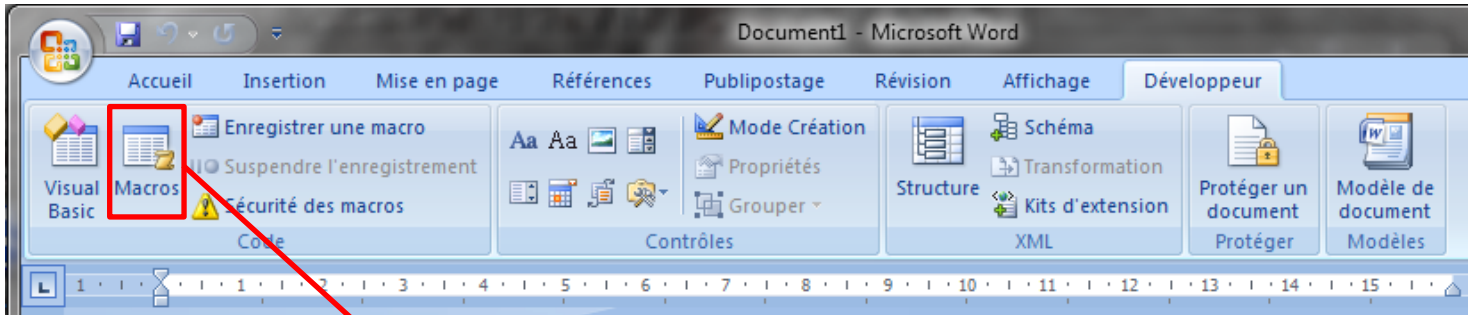 Document1 - Microsoft Word
Accueil Insertion Mise en page Références Publipostage Révision Affichage Développeur
Visual Basic
Macros
Enregistrer une macro
Suspendre l'enregistrement
Sécurité des macros
Code
Aa Aa
Mode Création
Propriétés
Grouper
Contrôles
Structure
Schéma
Transformation
Kits d'extension
XML
Protéger un
document
Protéger
Modèle de
document
Modèles
L 1 1 2 3 4 5 6 7 8 9 10 11 12 13 14 15